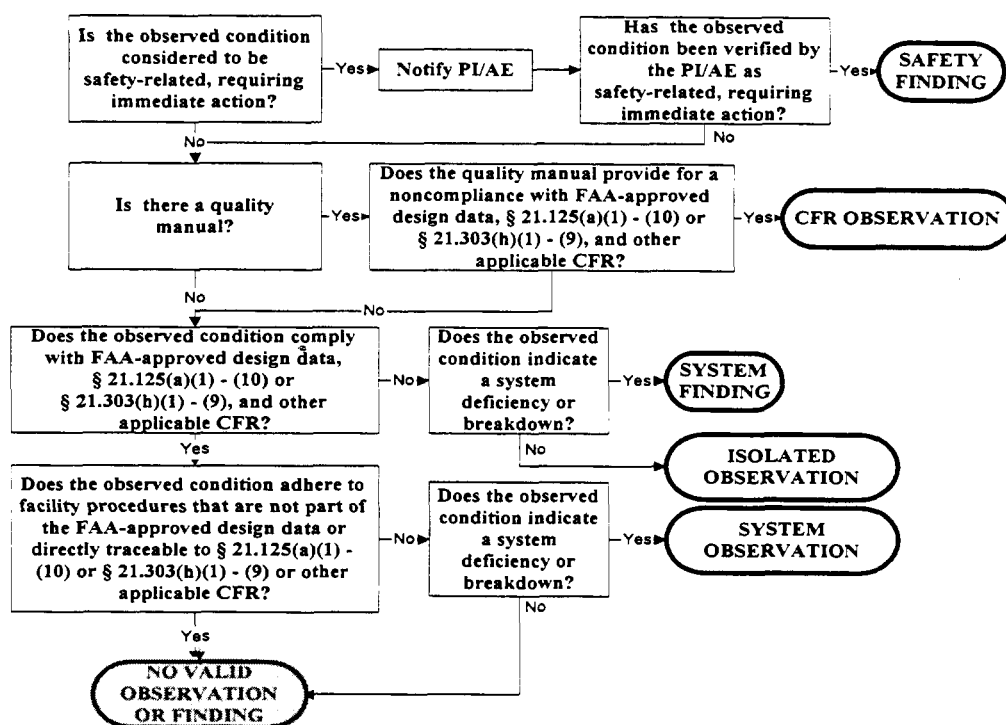 Is the observed condition
considered to be
safety-related, requiring
immediate action?
Yes
Notify PI/AE
Has the observed
condition been verified by
the PI/AE as
safety-related, requiring
immediate action?
Yes
SAFETY
FINDING
No
No
Is there a quality
manual?
Yes
Does the quality manual provide for a
noncompliance with FAA-approved
design data, § 21.125(a)(1) - (10) or
§ 21.303(h)(1) - (9), and other
applicable CFR?
Yes
CFR OBSERVATION
No
No
Does the observed condition comply
with FAA-approved design data,
§ 21.125(a)(1) - (10) or
§ 21.303(h)(1) - (9), and other
applicable CFR?
No
Does the observed
condition indicate
a system
deficiency or
breakdown?
Yes
SYSTEM
FINDING
Yes
No
ISOLATED
OBSERVATION
Does the observed condition adhere to
facility procedures that are not part of
the FAA-approved design data or
directly traceable to § 21.125(a)(1) -
(10) or § 21.303(h)(1) - (9) or other
applicable CFR?
No
Does the observed
condition indicate
a system
deficiency or
breakdown?
Yes
SYSTEM
OBSERVATION
Yes
No
NO VALID
OBSERVATION
OR FINDING